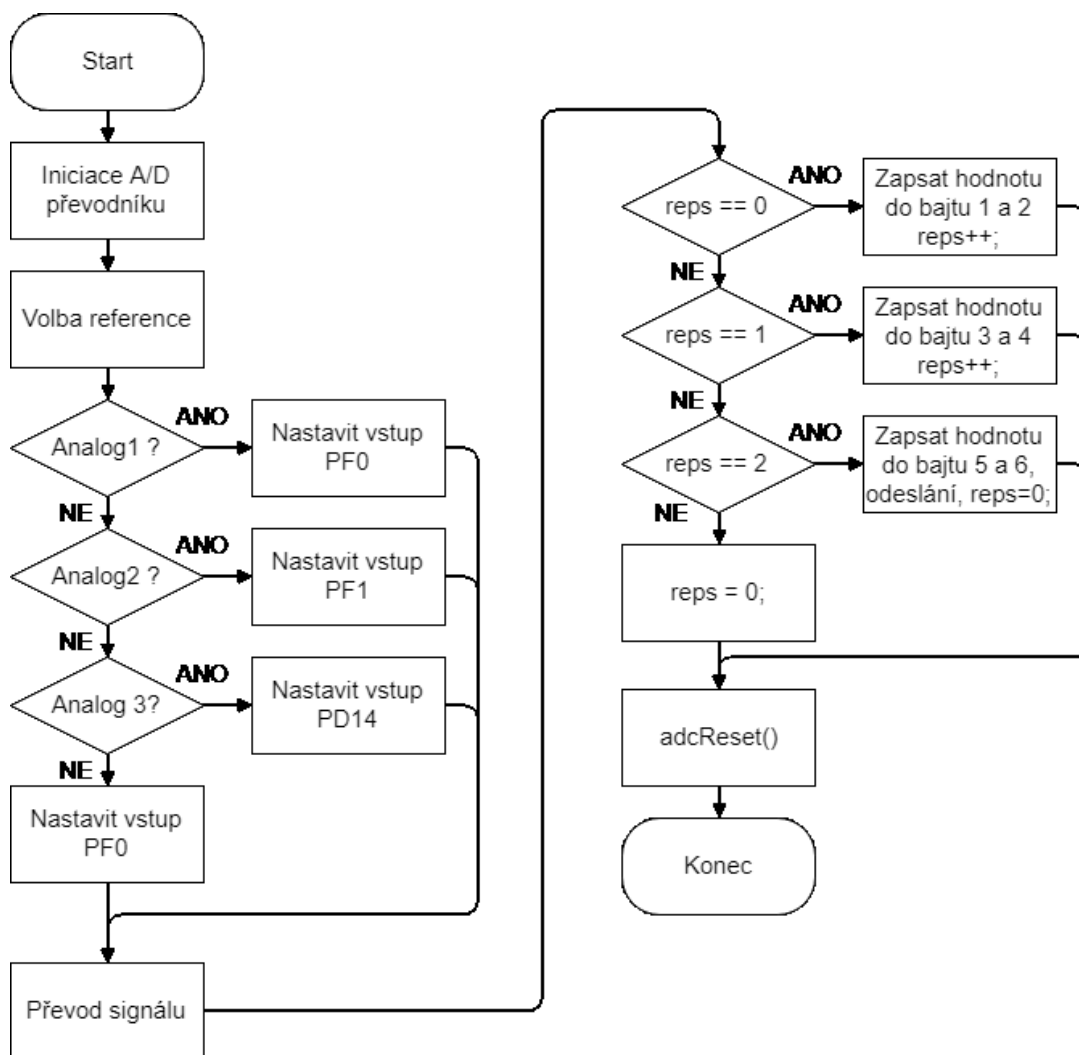 Start
Iniciace A/D
převodníku
Volba reference
Analog1 ?
ANO
Nastavit vstup
PF0
NE
Analog2 ?
ANO
Nastavit vstup
PF1
NE
Analog 3?
ANO
Nastavit vstup
PD14
NE
Nastavit vstup
PF0
Převod signálu
reps == 0
ANO
Zapsat hodnotu
do bajtu 1 a 2
reps++;
NE
reps == 1
ANO
Zapsat hodnotu
do bajtu 3 a 4
reps++;
NE
reps == 2
ANO
Zapsat hodnotu
do bajtu 5 a 6,
odeslání, reps=0;
NE
reps = 0;
adcReset()
Konec